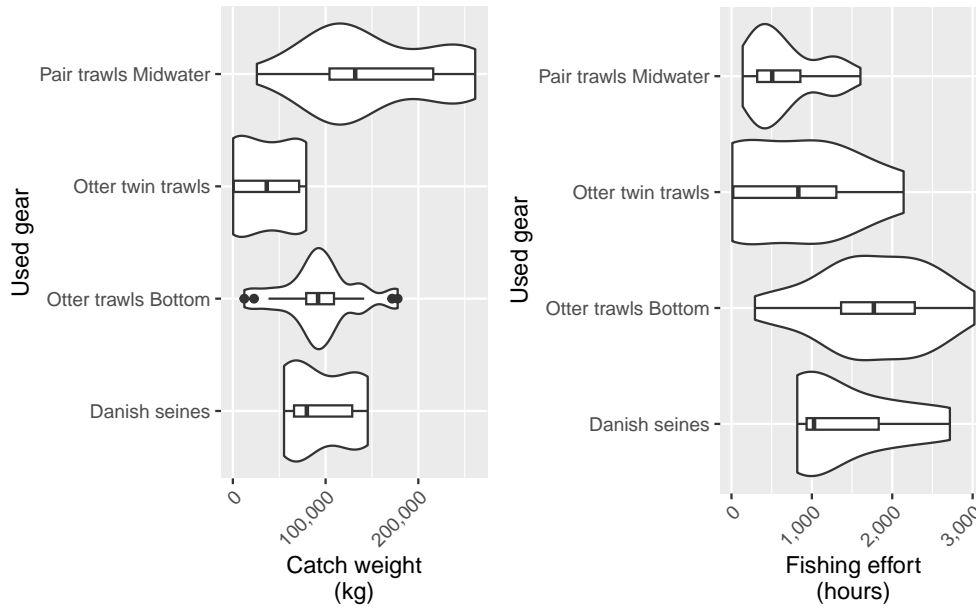 Used gear
Pair trawls Midwater
Otter twin trawls
Otter trawls Bottom
Danish seines
0
100,000
200,000
Catch weight
(kg)
Used gear
Pair trawls Midwater
Otter twin trawls
Otter trawls Bottom
Danish seines
0
1,000
2,000
3,000
Fishing effort
(hours)